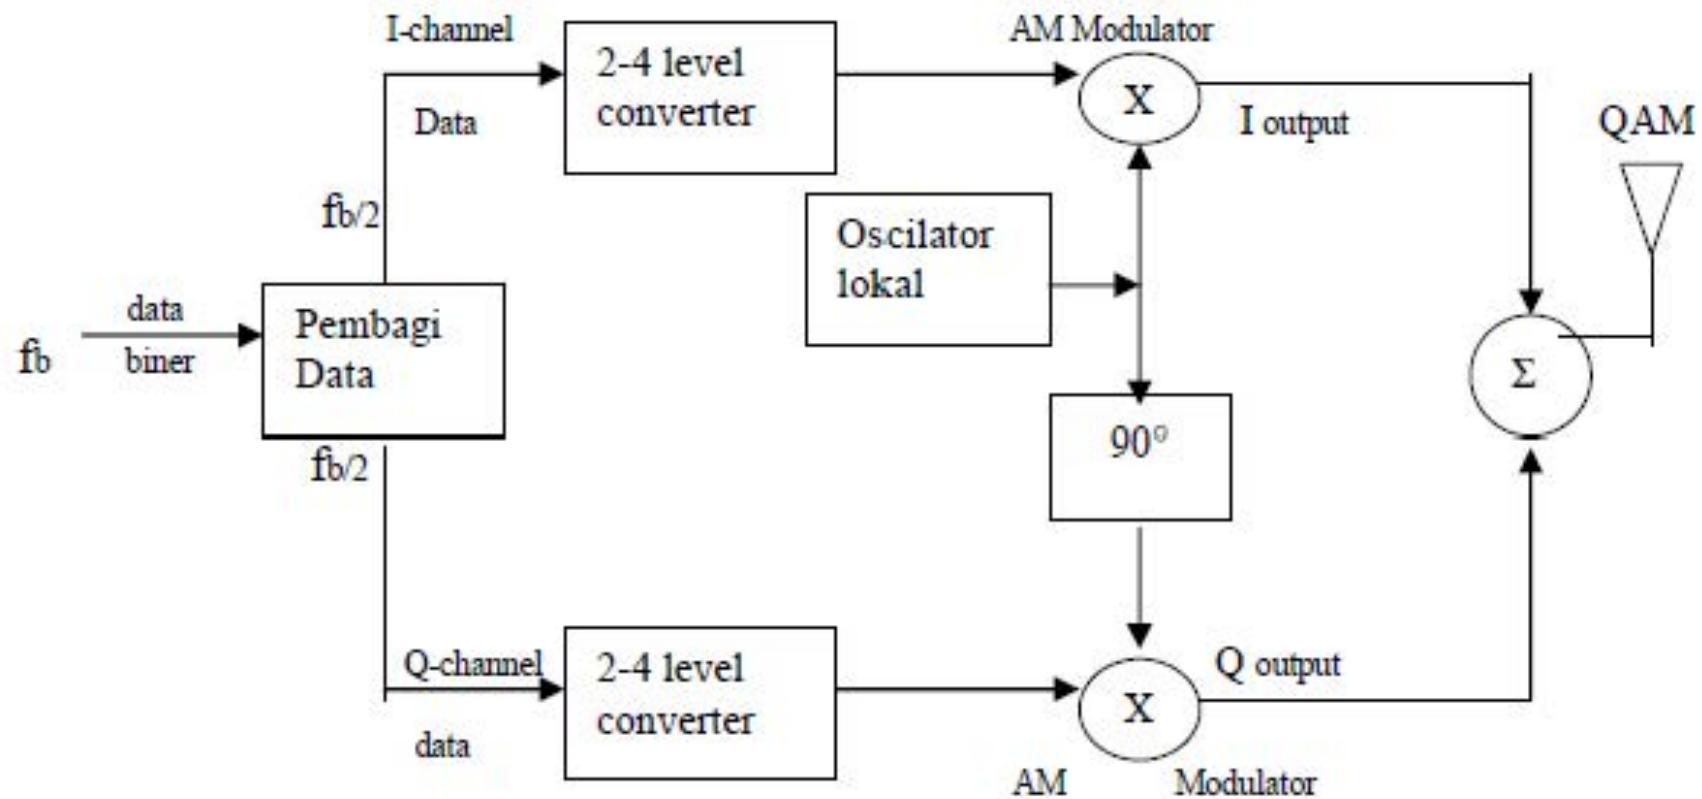 I-channel
2-4 level
converter
AM Modulator
X
Data
I output
QAM
fb/2
Oscilator
lokal
data
fb
biner
Pembagi
Data
Σ
90°
fb/2
Q-channel
2-4 level
converter
X
Q output
data
AM Modulator